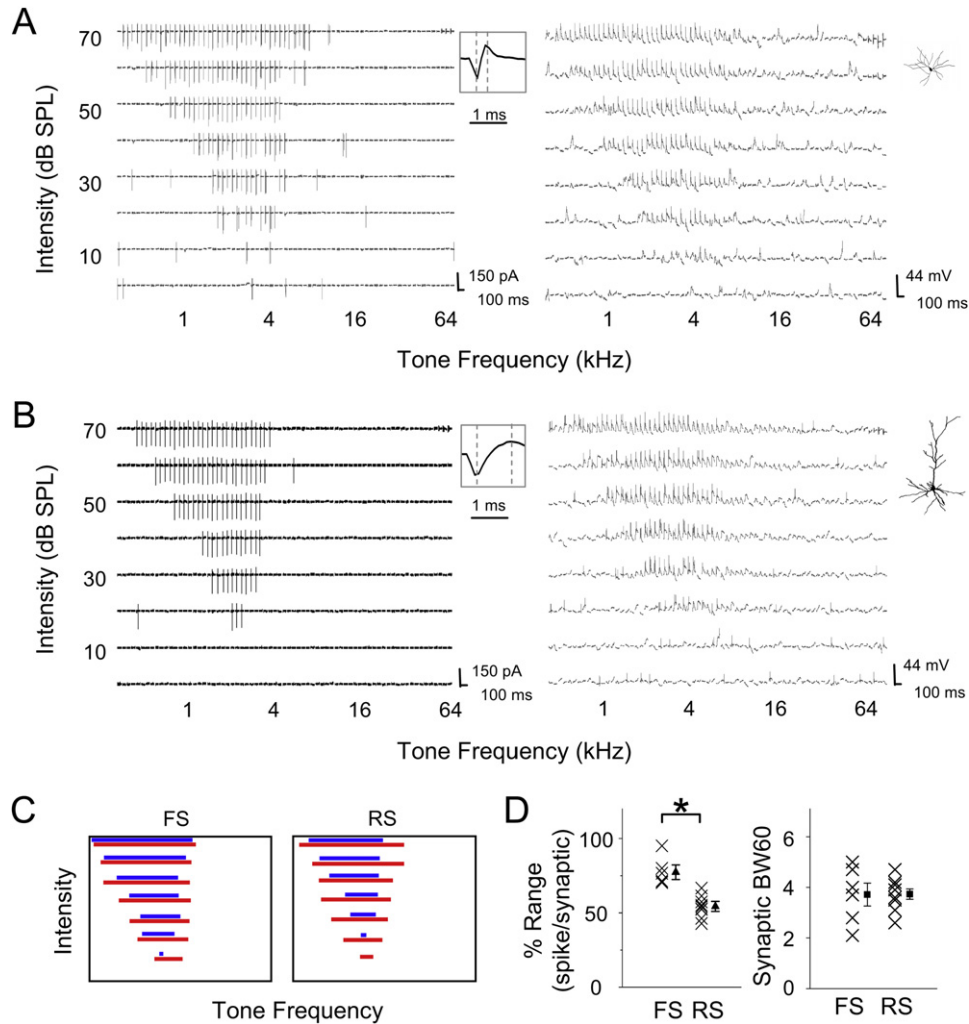 A
Intensity (dB SPL)
70
50
30
10
1 ms
150 pA
100 ms
44 mV
100 ms
1 4 16 64
1 4 16 64
Tone Frequency (kHz)
B
Intensity (dB SPL)
70
50
30
10
1 ms
150 pA
100 ms
44 mV
100 ms
1 4 16 64
1 4 16 64
Tone Frequency (kHz)
C
FS
RS
Intensity
Tone Frequency
D
% Range
(spike/synaptic)
100
50
0
*
FS RS
Synaptic BW60
6
4
2
0
FS RS